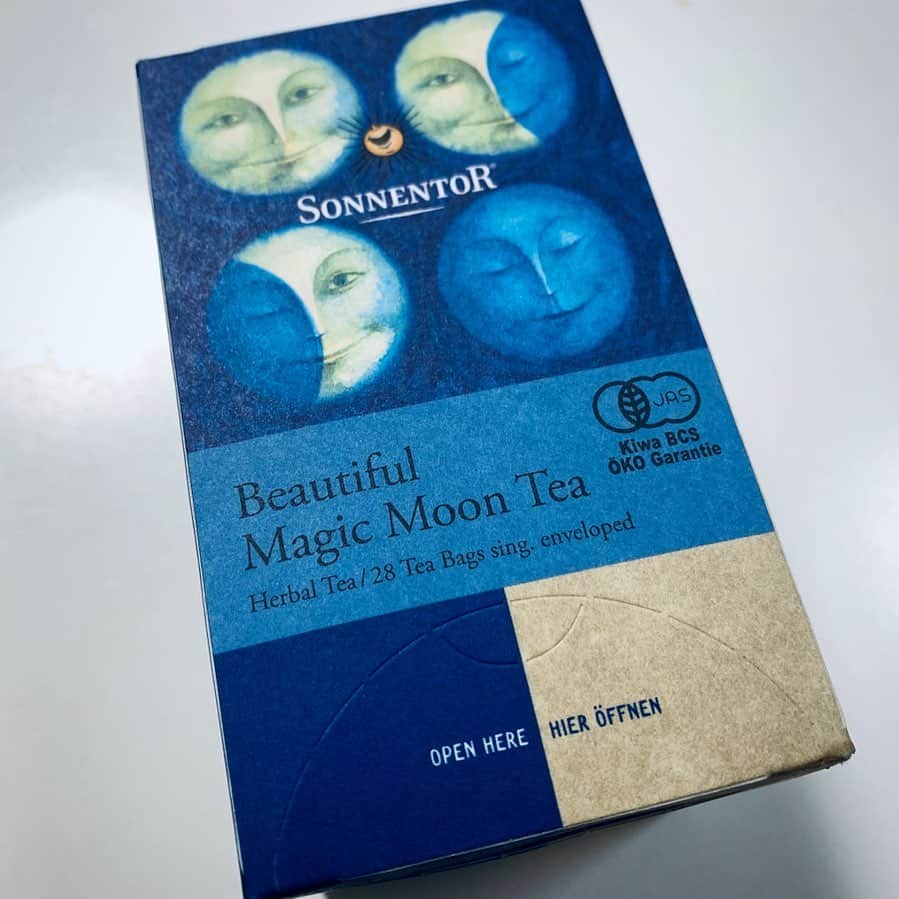 SONNENTOR®
JAS
Kiwa BCS
ÖKO Garantie
Beautiful
Magic Moon Tea
Herbal Tea / 28 Tea Bags sing. enveloped
OPEN HERE
HIER ÖFFNEN